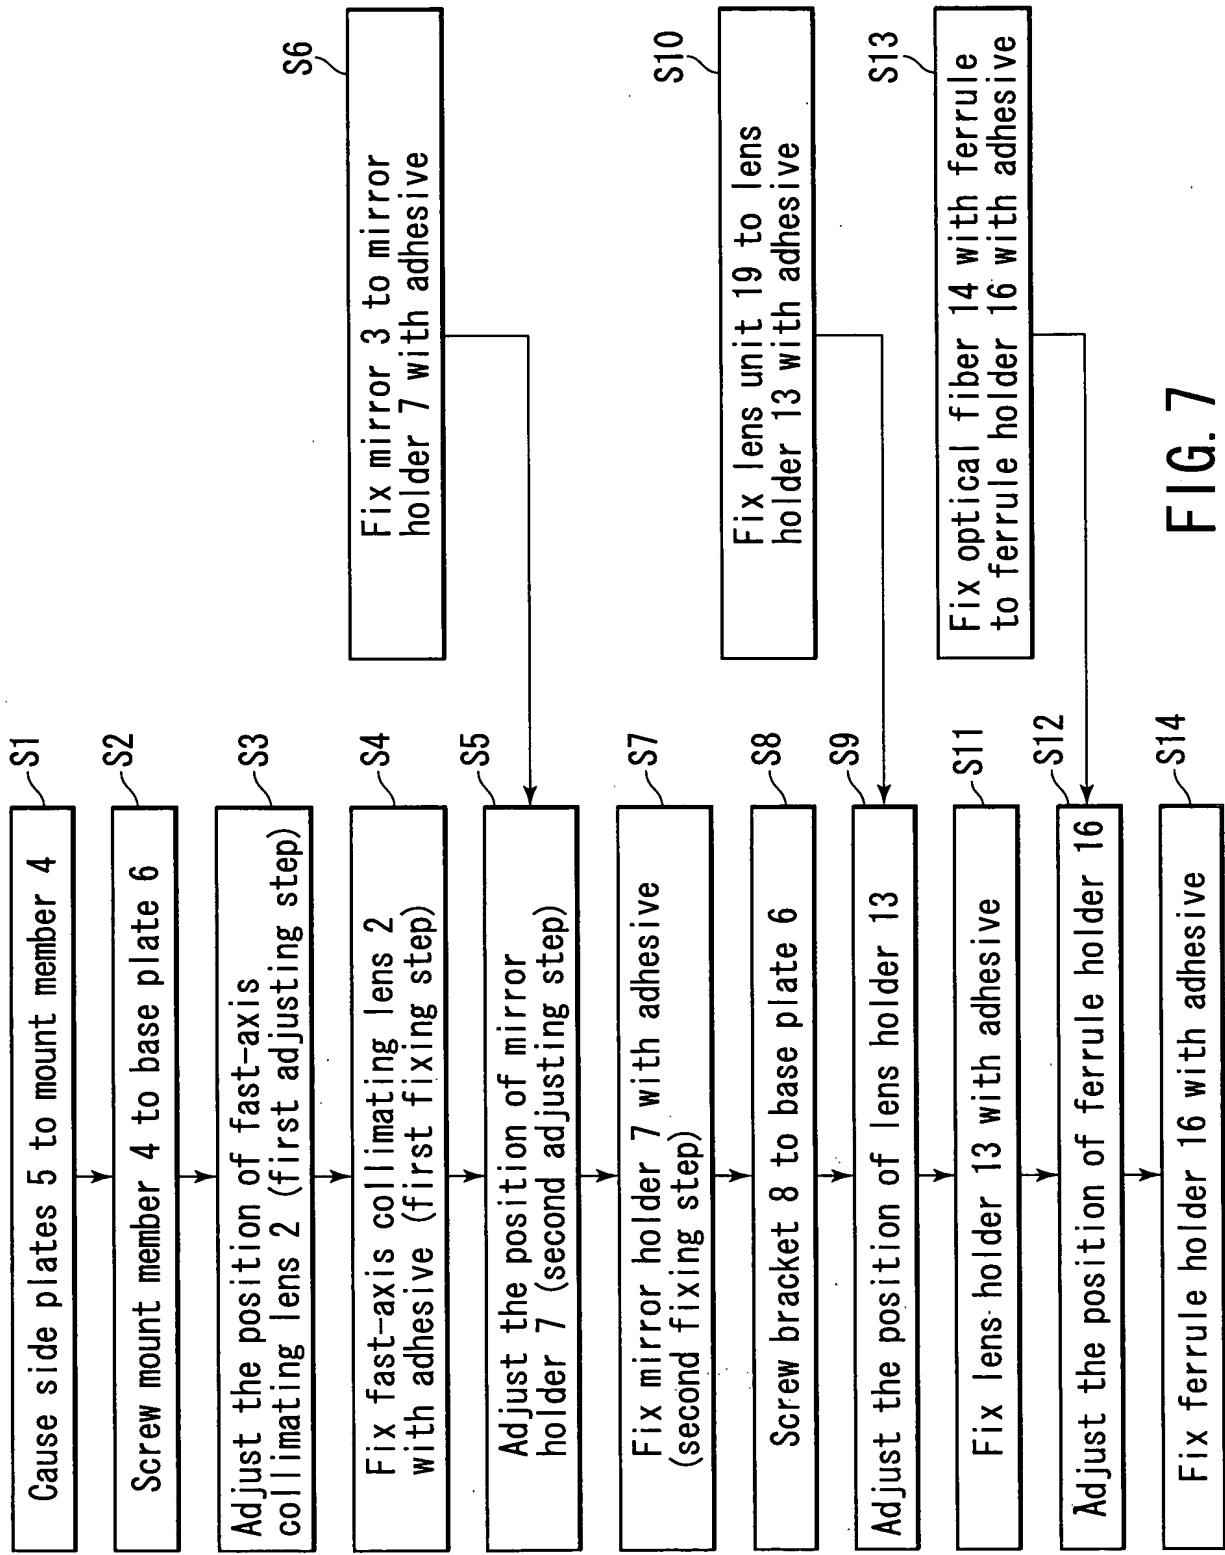 S1
Cause side plates 5 to mount member 4
S2
Screw mount member 4 to base plate 6
S3
Adjust the position of fast-axis
collimating lens 2 (first adjusting step)
S4
Fix fast-axis collimating lens 2
with adhesive (first fixing step)
S6
Fix mirror 3 to mirror
holder 7 with adhesive
S5
Adjust the position of mirror
holder 7 (second adjusting step)
S7
Fix mirror holder 7 with adhesive
(second fixing step)
S8
Screw bracket 8 to base plate 6
S10
Fix lens unit 19 to lens
holder 13 with adhesive
S9
Adjust the position of lens holder 13
S11
Fix lens holder 13 with adhesive
S13
Fix optical fiber 14 with ferrule
to ferrule holder 16 with adhesive
S12
Adjust the position of ferrule holder 16
S14
Fix ferrule holder 16 with adhesive
FIG. 7